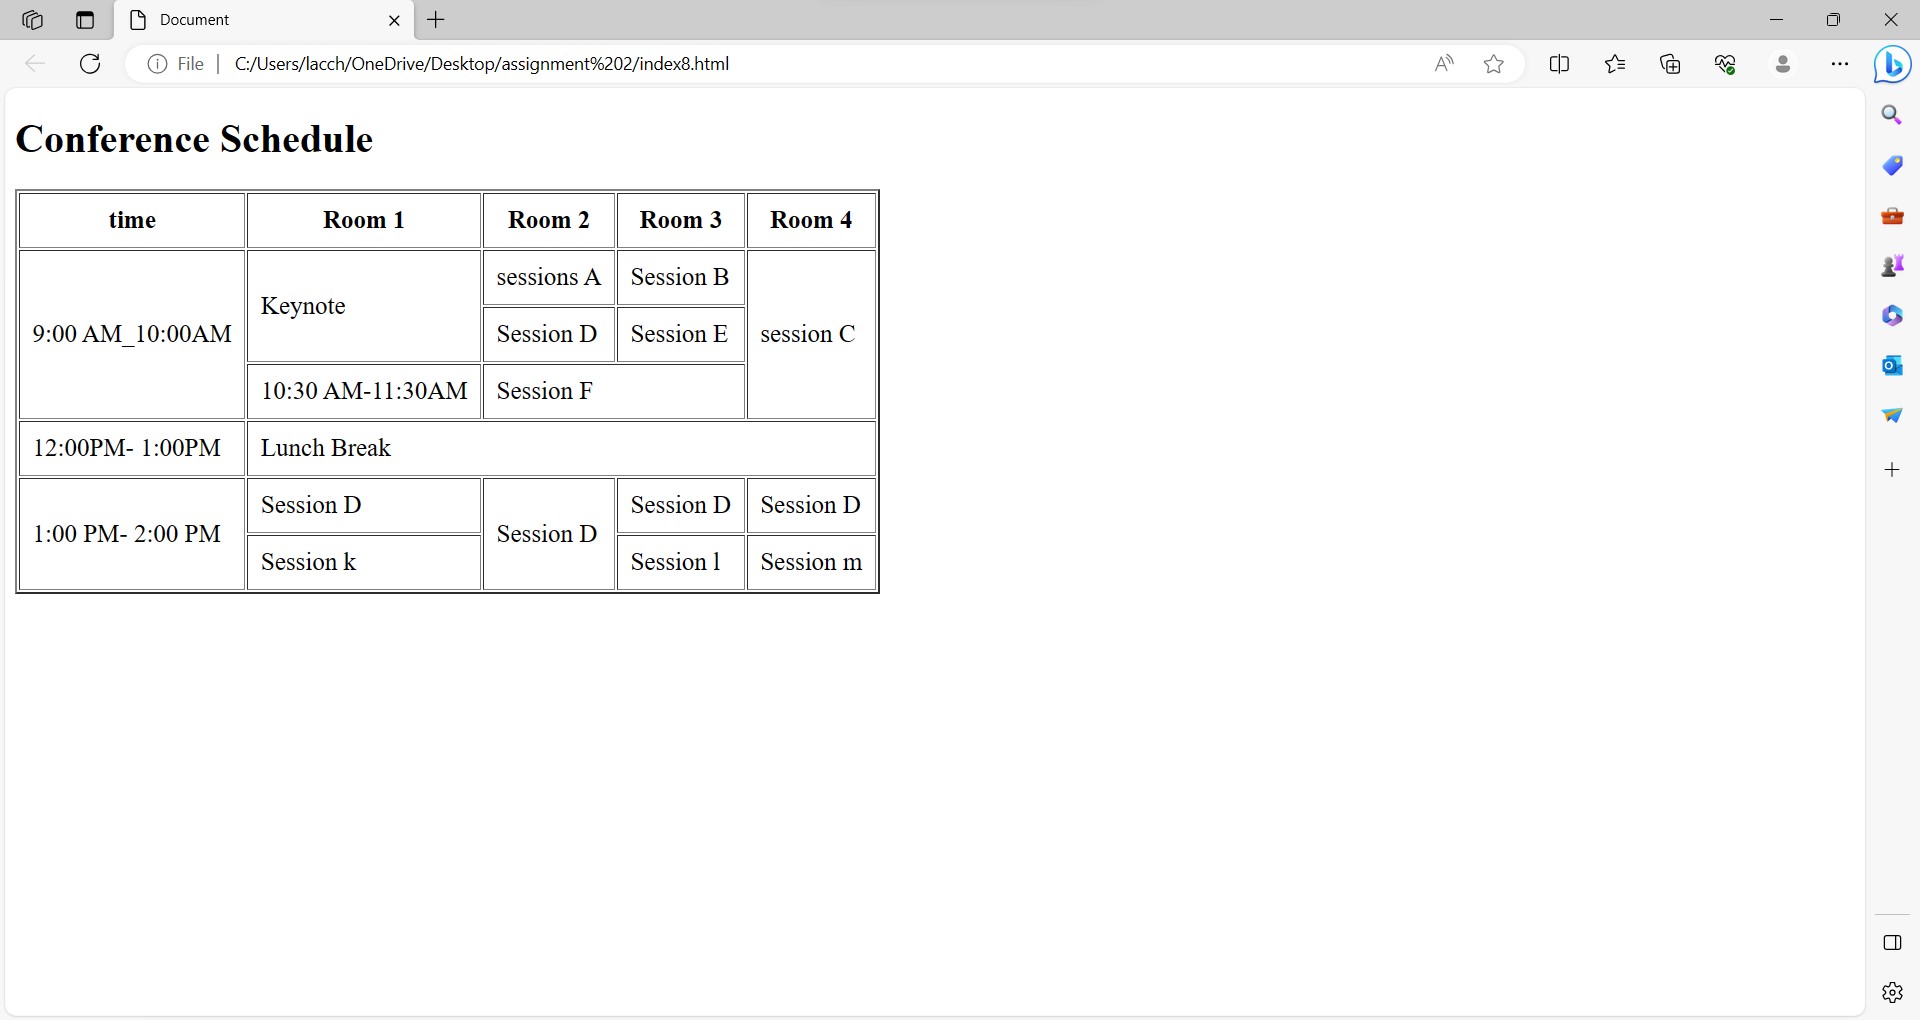 Document
File
C:/Users/lacch/OneDrive/Desktop/assignment%202/index8.html
Conference Schedule
time Room 1 Room 2 Room 3 Room 4
9:00 AM_10:00AM Keynote sessions A Session B session C
Session D Session E
10:30 AM-11:30AM Session F
12:00PM- 1:00PM Lunch Break
1:00 PM- 2:00 PM Session D Session D Session D Session D
Session k Session l Session m